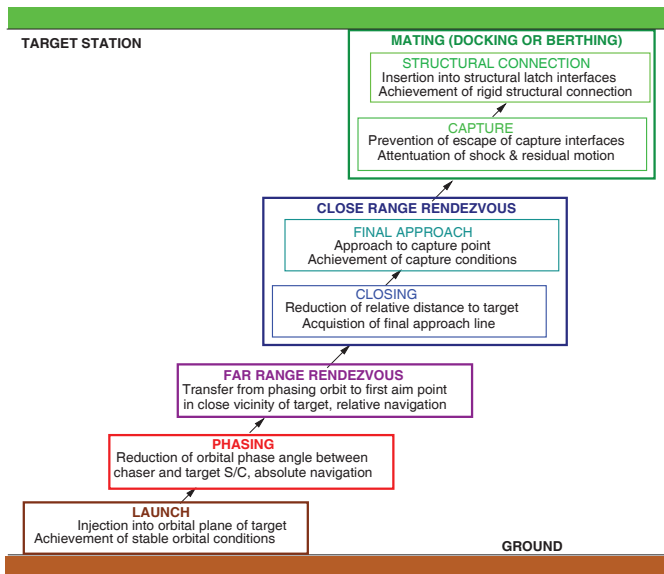 TARGET STATION
MATING (DOCKING OR BERTHING)
STRUCTURAL CONNECTION
Insertion into structural latch interfaces
Achievement of rigid structural connection
CAPTURE
Prevention of escape of capture interfaces
Attentuation of shock & residual motion
CLOSE RANGE RENDEZVOUS
FINAL APPROACH
Approach to capture point
Achievement of capture conditions
CLOSING
Reduction of relative distance to target
Acquistion of final approach line
FAR RANGE RENDEZVOUS
Transfer from phasing orbit to first aim point
in close vicinity of target, relative navigation
PHASING
Reduction of orbital phase angle between
chaser and target S/C, absolute navigation
LAUNCH
Injection into orbital plane of target
Achievement of stable orbital conditions
GROUND